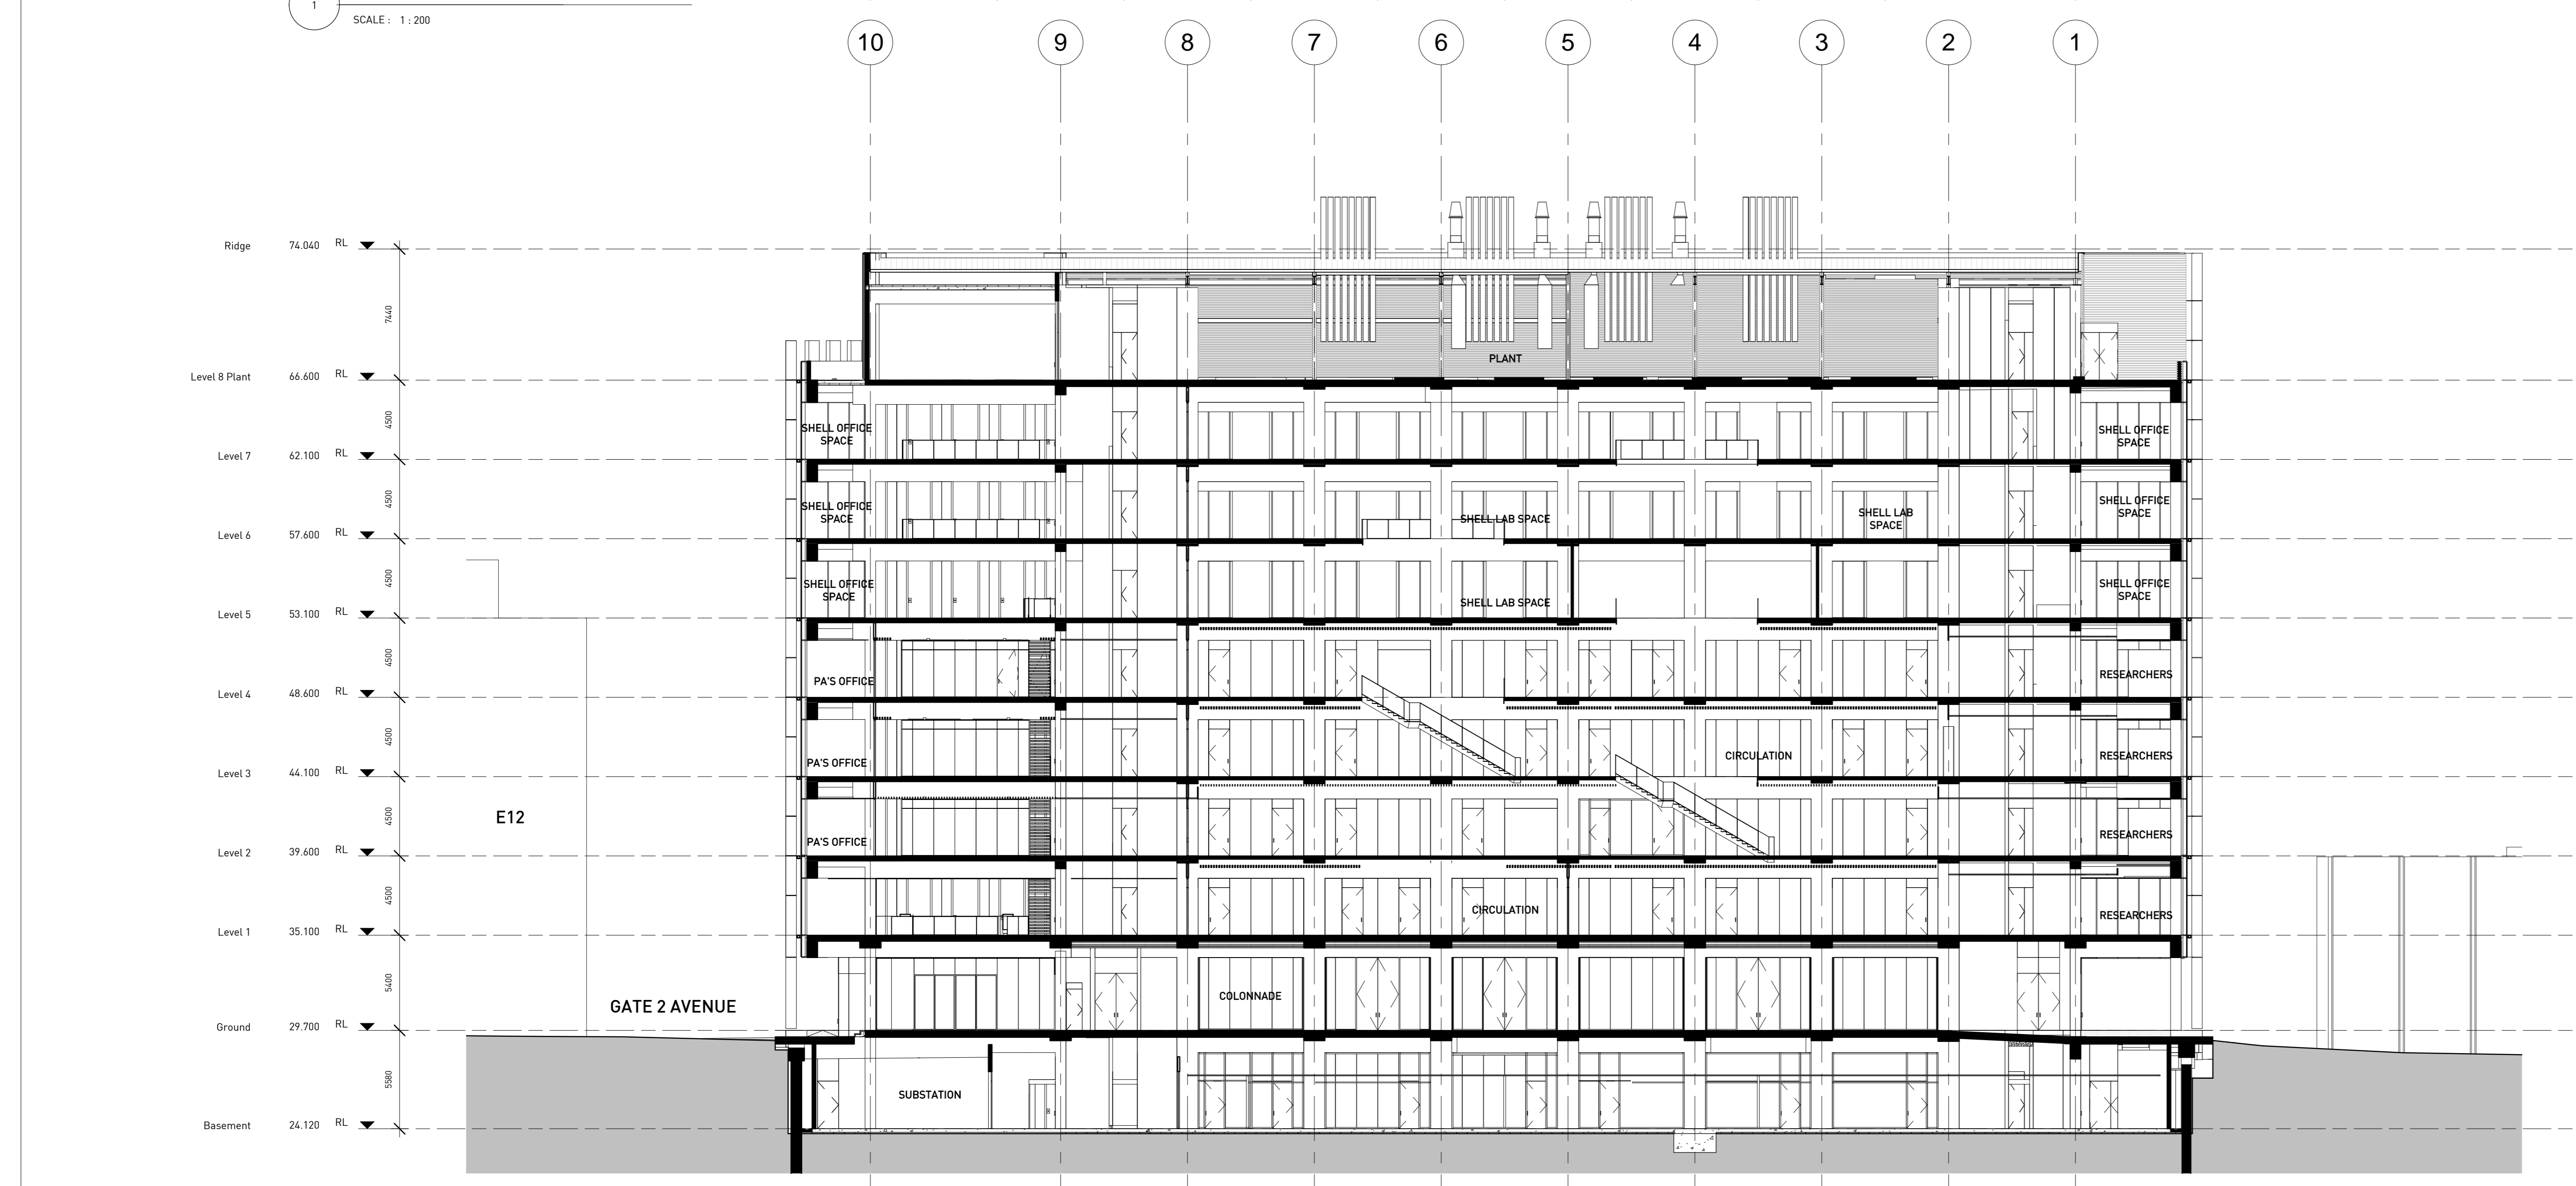 1
SCALE : 1 : 200
10 9 8 7 6 5 4 3 2 1
Ridge 74.040 RL
7440
PLANT
Level 8 Plant 66.600 RL
4500
SHELL OFFICE
SPACE
SHELL OFFICE
SPACE
Level 7 62.100 RL
4500
SHELL OFFICE
SPACE
SHELL LAB SPACE
SHELL LAB
SPACE
SHELL OFFICE
SPACE
Level 6 57.600 RL
4500
SHELL OFFICE
SPACE
SHELL LAB SPACE
SHELL OFFICE
SPACE
Level 5 53.100 RL
4500
PA'S OFFICE
RESEARCHERS
Level 4 48.600 RL
4500
PA'S OFFICE
CIRCULATION
RESEARCHERS
Level 3 44.100 RL
4500
E12
PA'S OFFICE
RESEARCHERS
Level 2 39.600 RL
4500
CIRCULATION
RESEARCHERS
Level 1 35.100 RL
5400
GATE 2 AVENUE
COLONNADE
Ground 29.700 RL
5580
SUBSTATION
Basement 24.120 RL